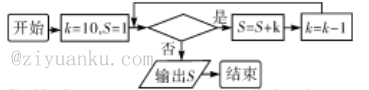 开始
k=10,S=1
是
S=S+k
k=k-1
否
输出S
结束
@ziyuanku.com